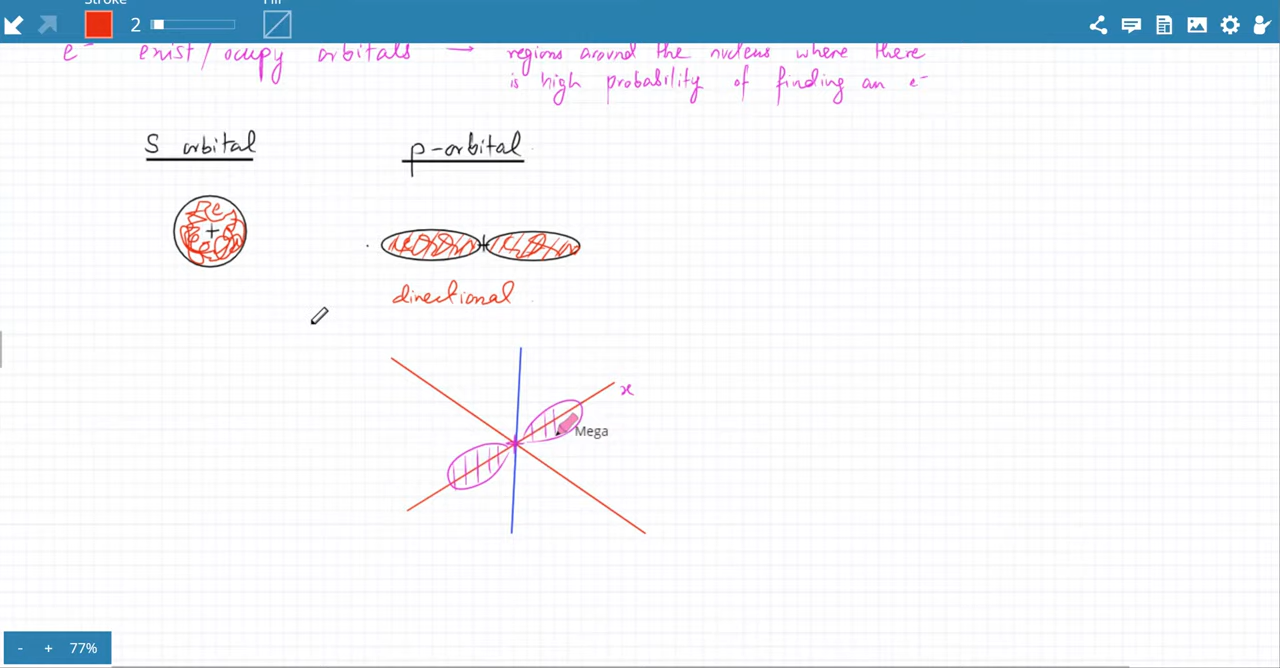 Stroke
Fill
2
e⁻ exist/occupy orbitals → regions around the nucleus where there
is high probability of finding an e⁻
S orbital
p-orbital
+
+
directional
x
Mega
- + 77%